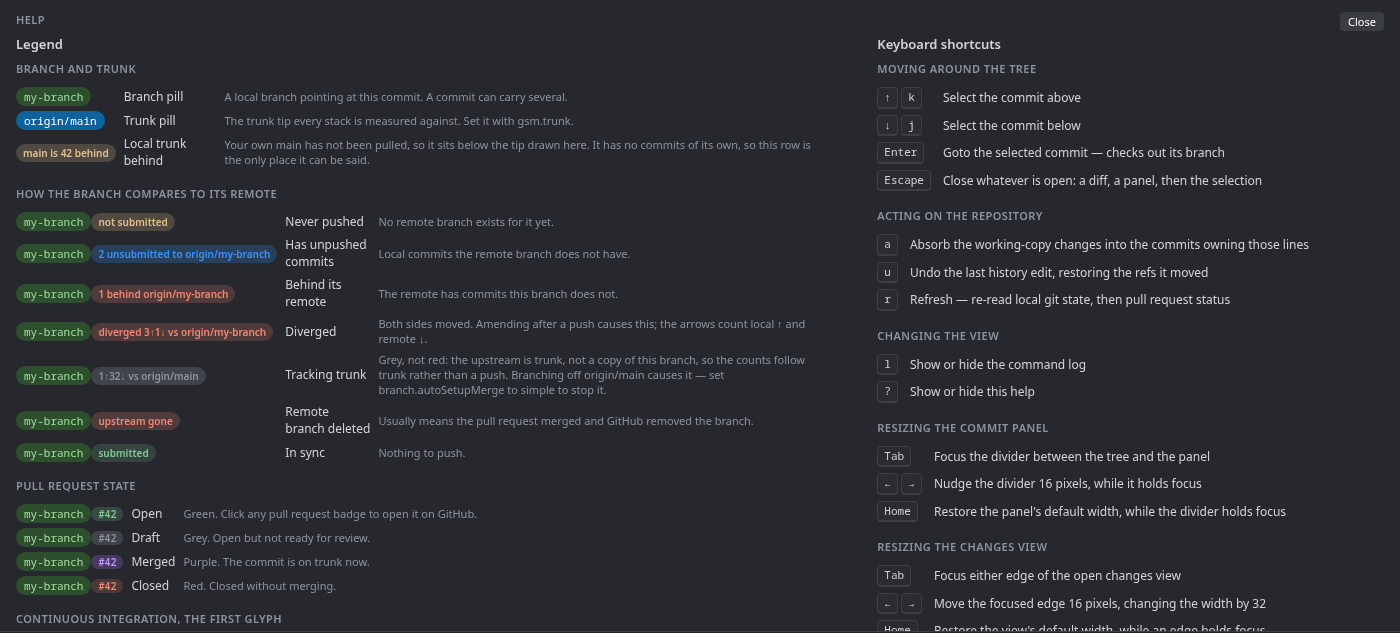 HELP
Close
Legend
BRANCH AND TRUNK
my-branch Branch pill A local branch pointing at this commit. A commit can carry several.
origin/main Trunk pill The trunk tip every stack is measured against. Set it with gsm.trunk.
main is 42 behind Local trunk behind Your own main has not been pulled, so it sits below the tip drawn here. It has no commits of its own, so this row is
the only place it can be said.
HOW THE BRANCH COMPARES TO ITS REMOTE
my-branch not submitted Never pushed No remote branch exists for it yet.
my-branch 2 unsubmitted to origin/my-branch Has unpushed commits Local commits the remote branch does not have.
my-branch 1 behind origin/my-branch Behind its remote The remote has commits this branch does not.
my-branch diverged 3↑1↓ vs origin/my-branch Diverged Both sides moved. Amending after a push causes this; the arrows count local ↑ and
remote ↓.
my-branch 1↑32↓ vs origin/main Tracking trunk Grey, not red: the upstream is trunk, not a copy of this branch, so the counts follow
trunk rather than a push. Branching off origin/main causes it — set
branch.autoSetupMerge to simple to stop it.
my-branch upstream gone Remote branch deleted Usually means the pull request merged and GitHub removed the branch.
my-branch submitted In sync Nothing to push.
PULL REQUEST STATE
my-branch #42 Open Green. Click any pull request badge to open it on GitHub.
my-branch #42 Draft Grey. Open but not ready for review.
my-branch #42 Merged Purple. The commit is on trunk now.
my-branch #42 Closed Red. Closed without merging.
CONTINUOUS INTEGRATION, THE FIRST GLYPH
Keyboard shortcuts
MOVING AROUND THE TREE
↑ k Select the commit above
↓ j Select the commit below
Enter Goto the selected commit — checks out its branch
Escape Close whatever is open: a diff, a panel, then the selection
ACTING ON THE REPOSITORY
a Absorb the working-copy changes into the commits owning those lines
u Undo the last history edit, restoring the refs it moved
r Refresh — re-read local git state, then pull request status
CHANGING THE VIEW
l Show or hide the command log
? Show or hide this help
RESIZING THE COMMIT PANEL
Tab Focus the divider between the tree and the panel
← → Nudge the divider 16 pixels, while it holds focus
Home Restore the panel's default width, while the divider holds focus
RESIZING THE CHANGES VIEW
Tab Focus either edge of the open changes view
← → Move the focused edge 16 pixels, changing the width by 32
Home Restore the view's default width, while an edge holds focus